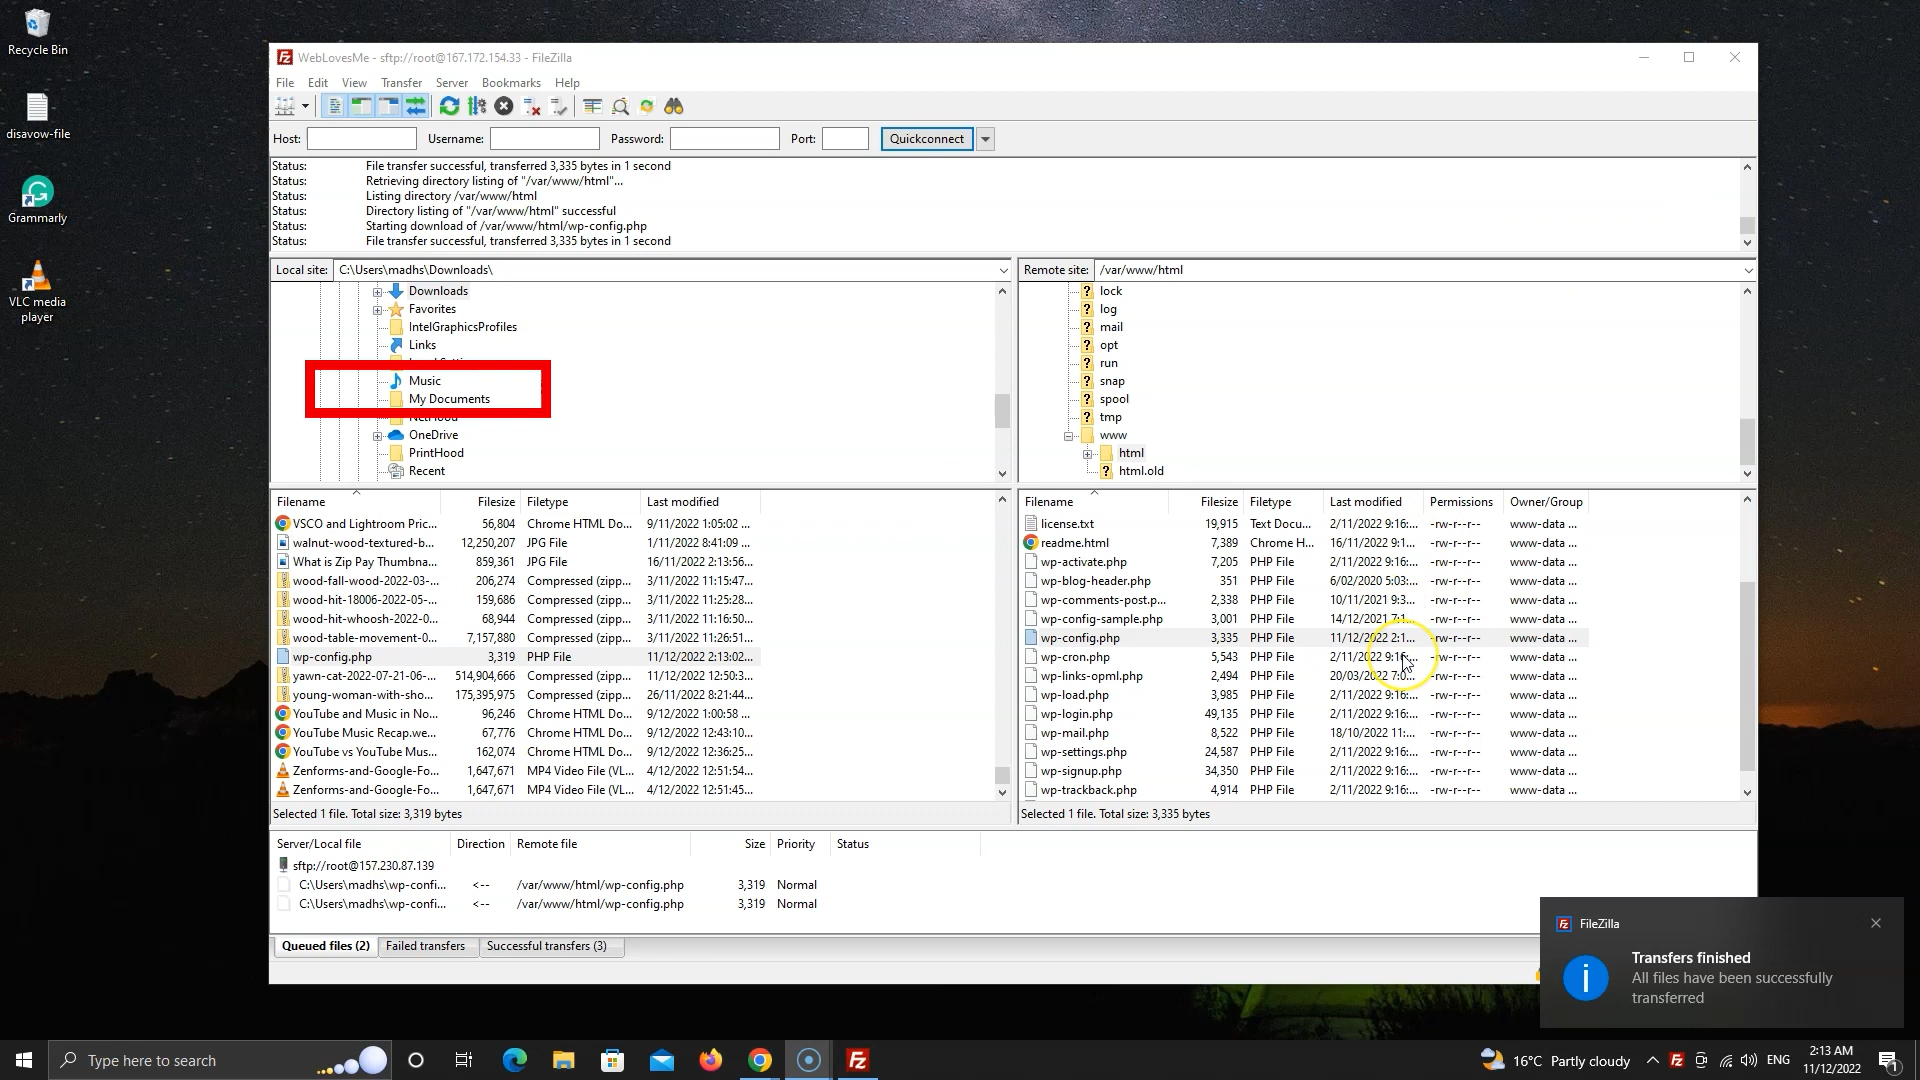 Recycle Bin
disavow-file
Grammarly
VLC media
player
WebLovesMe - sftp://root@167.172.154.33 - FileZilla
File Edit View Transfer Server Bookmarks Help
Host: Username: Password: Port: Quickconnect
Status: File transfer successful, transferred 3,335 bytes in 1 second
Status: Retrieving directory listing of "/var/www/html"...
Status: Listing directory /var/www/html
Status: Directory listing of "/var/www/html" successful
Status: Starting download of /var/www/html/wp-config.php
Status: File transfer successful, transferred 3,335 bytes in 1 second
Local site: C:\Users\madhs\Downloads\
Downloads
Favorites
IntelGraphicsProfiles
Links
Music
My Documents
NetHood
OneDrive
PrintHood
Recent
Remote site: /var/www/html
lock
log
mail
opt
run
snap
spool
tmp
www
html
html.old
Filename Filesize Filetype Last modified
VSCO and Lightroom Pric... 56,804 Chrome HTML Do... 9/11/2022 1:05:02 ...
walnut-wood-textured-b... 12,250,207 JPG File 1/11/2022 8:41:09 ...
What is Zip Pay Thumbna... 859,361 JPG File 16/11/2022 2:13:56...
wood-fall-wood-2022-03-... 206,274 Compressed (zipp... 3/11/2022 11:15:47...
wood-hit-18006-2022-05-... 159,686 Compressed (zipp... 3/11/2022 11:25:28...
wood-hit-whoosh-2022-0... 68,944 Compressed (zipp... 3/11/2022 11:16:50...
wood-table-movement-0... 7,157,880 Compressed (zipp... 3/11/2022 11:26:51...
wp-config.php 3,319 PHP File 11/12/2022 2:13:02...
yawn-cat-2022-07-21-06-... 514,904,666 Compressed (zipp... 11/12/2022 12:50:3...
young-woman-with-sho... 175,395,975 Compressed (zipp... 26/11/2022 8:21:44...
YouTube and Music in No... 96,246 Chrome HTML Do... 9/12/2022 1:00:58 ...
YouTube Music Recap.we... 67,776 Chrome HTML Do... 9/12/2022 12:43:10...
YouTube vs YouTube Mus... 162,074 Chrome HTML Do... 9/12/2022 12:36:25...
Zenforms-and-Google-Fo... 1,647,671 MP4 Video File (VL... 4/12/2022 12:51:54...
Zenforms-and-Google-Fo... 1,647,671 MP4 Video File (VL... 4/12/2022 12:51:45...
Selected 1 file. Total size: 3,319 bytes
Filename Filesize Filetype Last modified Permissions Owner/Group
license.txt 19,915 Text Docu... 2/11/2022 9:16:... -rw-r--r-- www-data ...
readme.html 7,389 Chrome H... 16/11/2022 9:1... -rw-r--r-- www-data ...
wp-activate.php 7,205 PHP File 2/11/2022 9:16:... -rw-r--r-- www-data ...
wp-blog-header.php 351 PHP File 6/02/2020 5:03:... -rw-r--r-- www-data ...
wp-comments-post.p... 2,338 PHP File 10/11/2021 9:3... -rw-r--r-- www-data ...
wp-config-sample.php 3,001 PHP File 14/12/2021 7:1... -rw-r--r-- www-data ...
wp-config.php 3,335 PHP File 11/12/2022 2:1... -rw-r--r-- www-data ...
wp-cron.php 5,543 PHP File 2/11/2022 9:16:... -rw-r--r-- www-data ...
wp-links-opml.php 2,494 PHP File 20/03/2022 7:0... -rw-r--r-- www-data ...
wp-load.php 3,985 PHP File 2/11/2022 9:16:... -rw-r--r-- www-data ...
wp-login.php 49,135 PHP File 2/11/2022 9:16:... -rw-r--r-- www-data ...
wp-mail.php 8,522 PHP File 18/10/2022 11:... -rw-r--r-- www-data ...
wp-settings.php 24,587 PHP File 2/11/2022 9:16:... -rw-r--r-- www-data ...
wp-signup.php 34,350 PHP File 2/11/2022 9:16:... -rw-r--r-- www-data ...
wp-trackback.php 4,914 PHP File 2/11/2022 9:16:... -rw-r--r-- www-data ...
Selected 1 file. Total size: 3,335 bytes
Server/Local file Direction Remote file Size Priority Status
sftp://root@157.230.87.139
C:\Users\madhs\wp-confi... <-- /var/www/html/wp-config.php 3,319 Normal
C:\Users\madhs\wp-confi... <-- /var/www/html/wp-config.php 3,319 Normal
Queued files (2) Failed transfers Successful transfers (3)
FileZilla
Transfers finished
All files have been successfully
transferred
Type here to search
16°C Partly cloudy
ENG
2:13 AM
11/12/2022
1